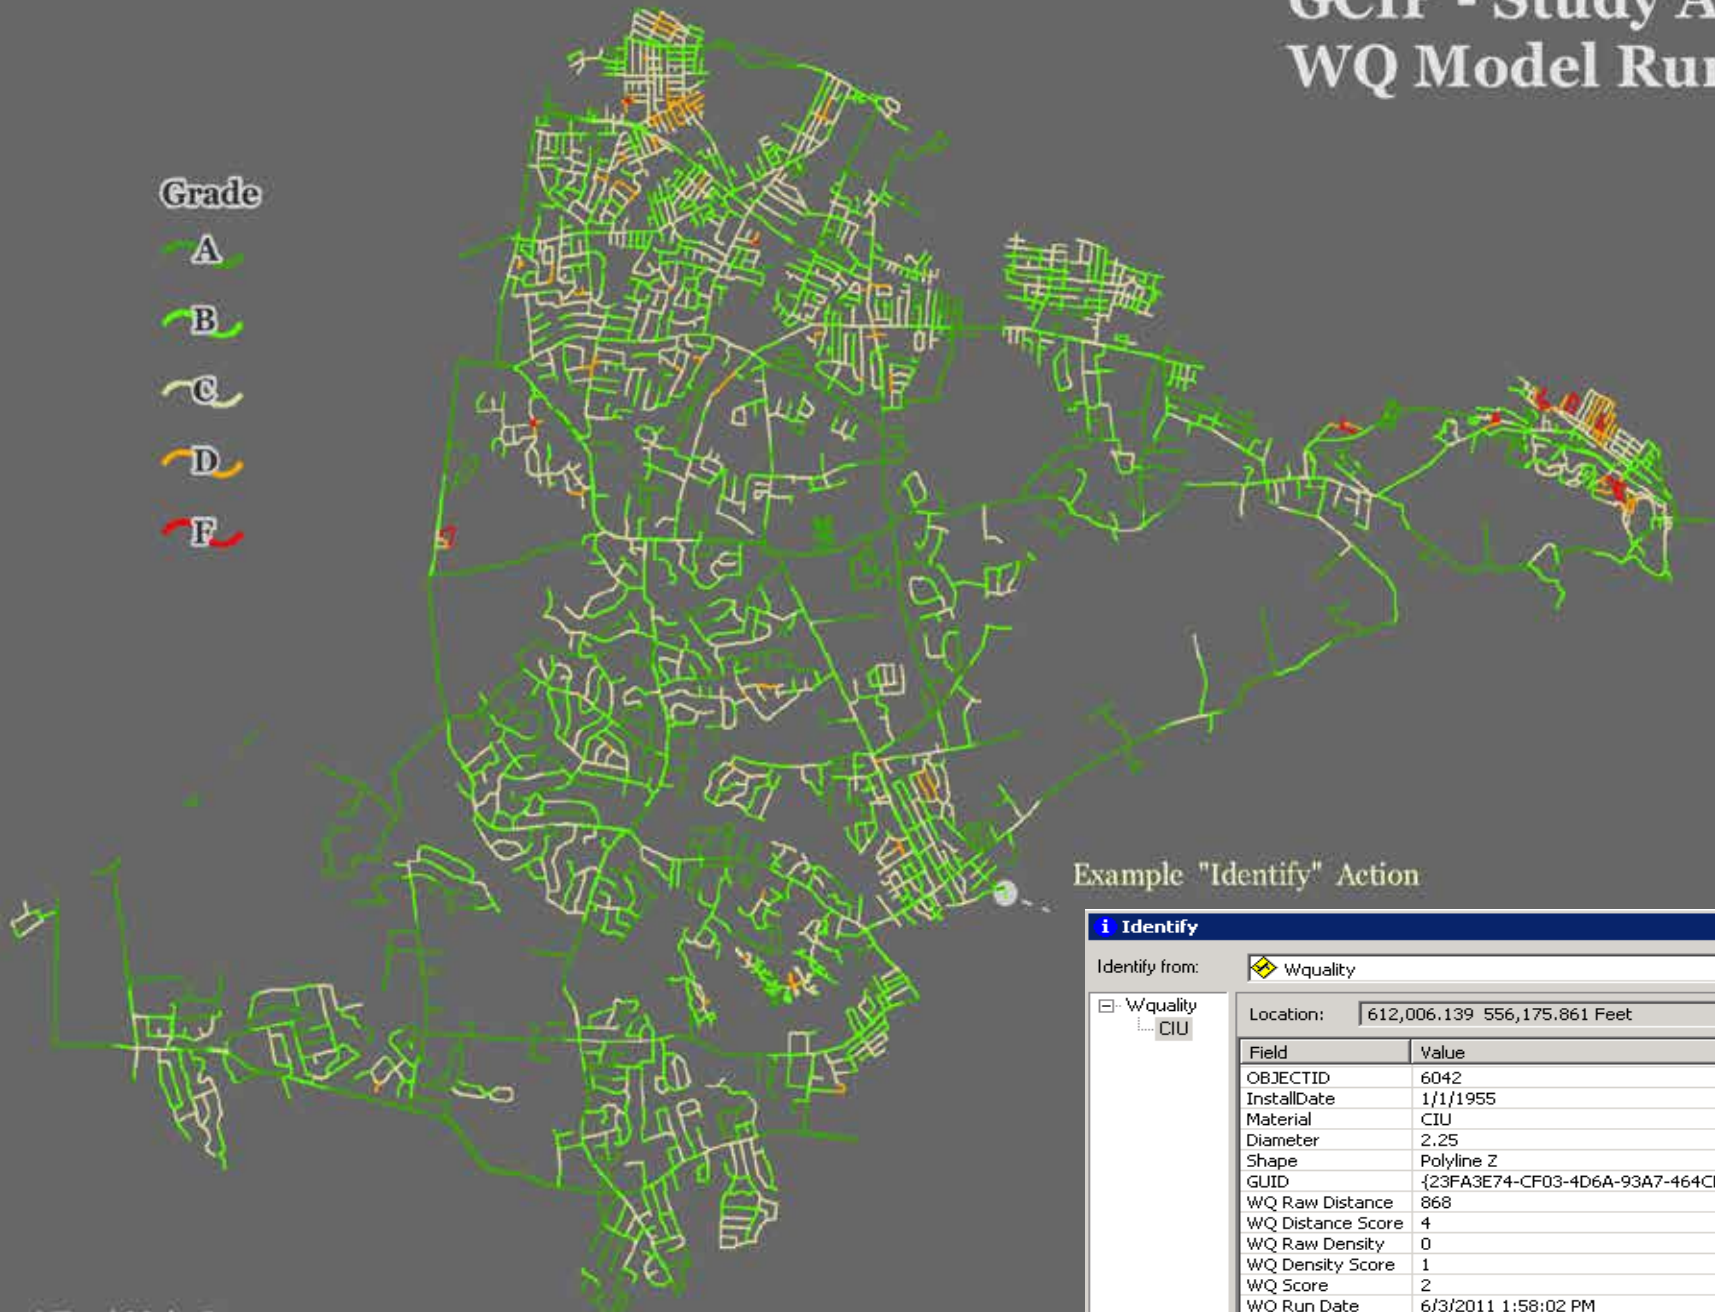 GCIP - Study A
WQ Model Run
Grade
A
B
C
D
F
Example "Identify" Action
Identify
Identify from: Wquality
Wquality
CIU
Location: 612,006.139 556,175.861 Feet
Field Value
OBJECTID 6042
InstallDate 1/1/1955
Material CIU
Diameter 2.25
Shape Polyline Z
GUID {23FA3E74-CF03-4D6A-93A7-464C
WQ Raw Distance 868
WQ Distance Score 4
WQ Raw Density 0
WQ Density Score 1
WQ Score 2
WQ Run Date 6/3/2011 1:58:02 PM